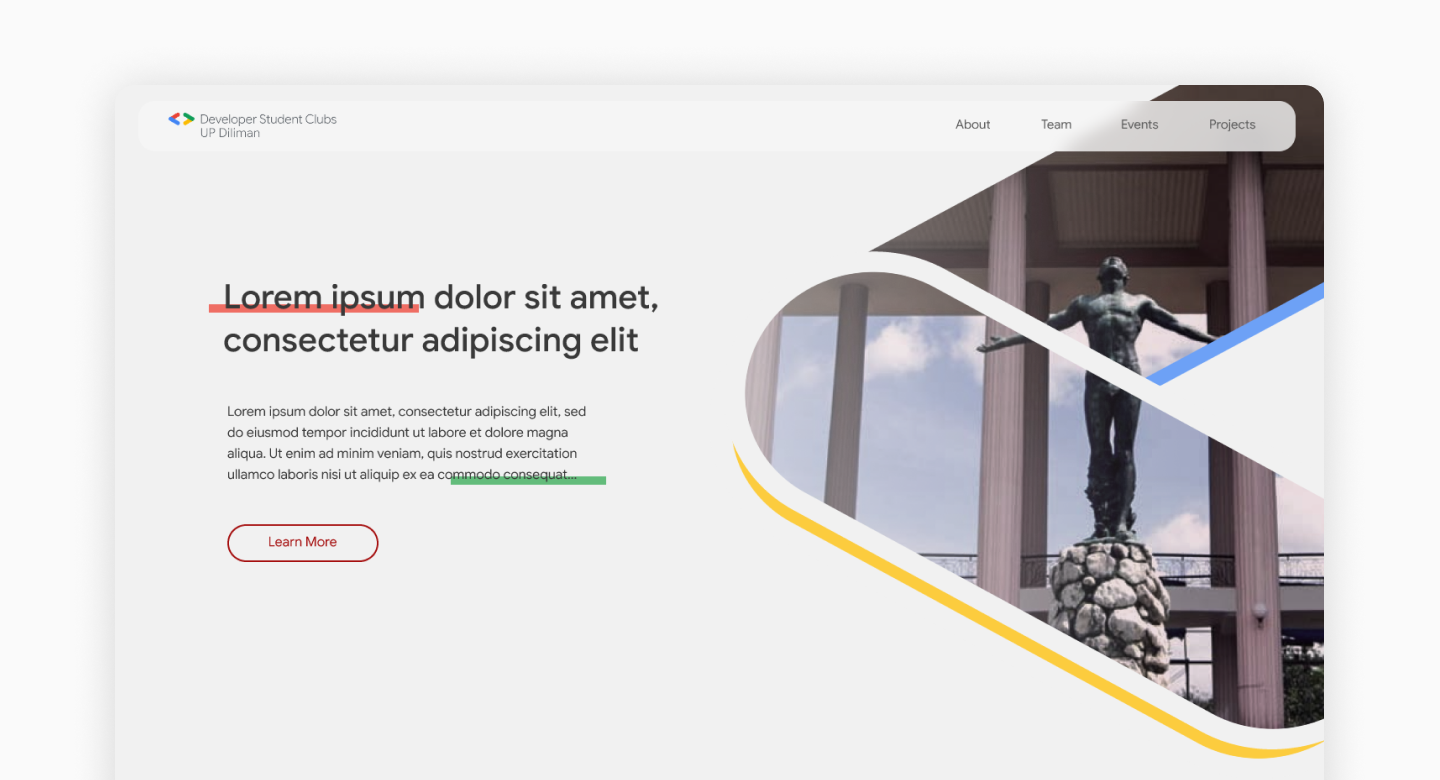 Developer Student Clubs
UP Diliman
About Team Events Projects
Lorem ipsum dolor sit amet,
consectetur adipiscing elit
Lorem ipsum dolor sit amet, consectetur adipiscing elit, sed
do eiusmod tempor incididunt ut labore et dolore magna
aliqua. Ut enim ad minim veniam, quis nostrud exercitation
ullamco laboris nisi ut aliquip ex ea commodo consequat...
Learn More